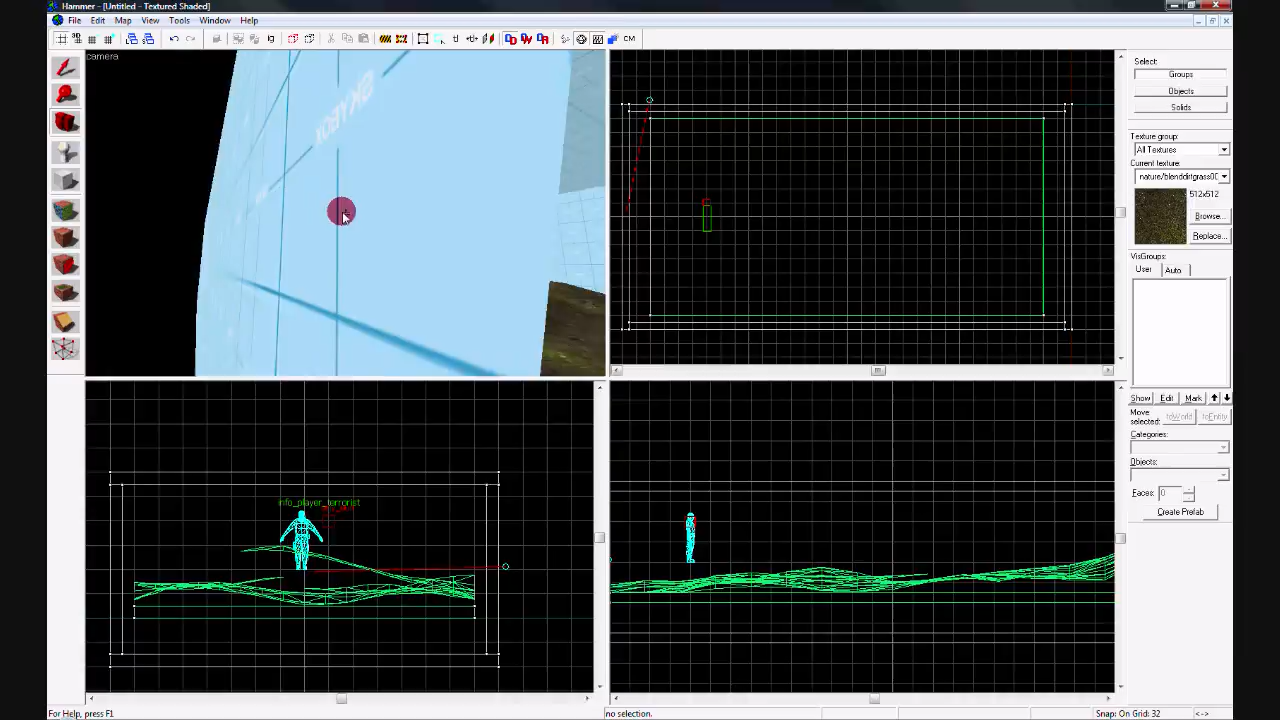 Hammer - [Untitled - Textured Shaded]
File Edit Map View Tools Window Help
CM
camera
Select:
Groups
Objects
Solids
Texture group:
All Textures
Current texture:
nature/blenddirtgrass00
512x512
Browse...
Replace...
VisGroups:
User Auto
Show Edit Mark
Move selected:
toWorld toEntity
Categories:
Objects:
Faces: 0
Create Prefab
info_player_terrorist
For Help, press F1
no selection.
Snap: On Grid: 32
<->